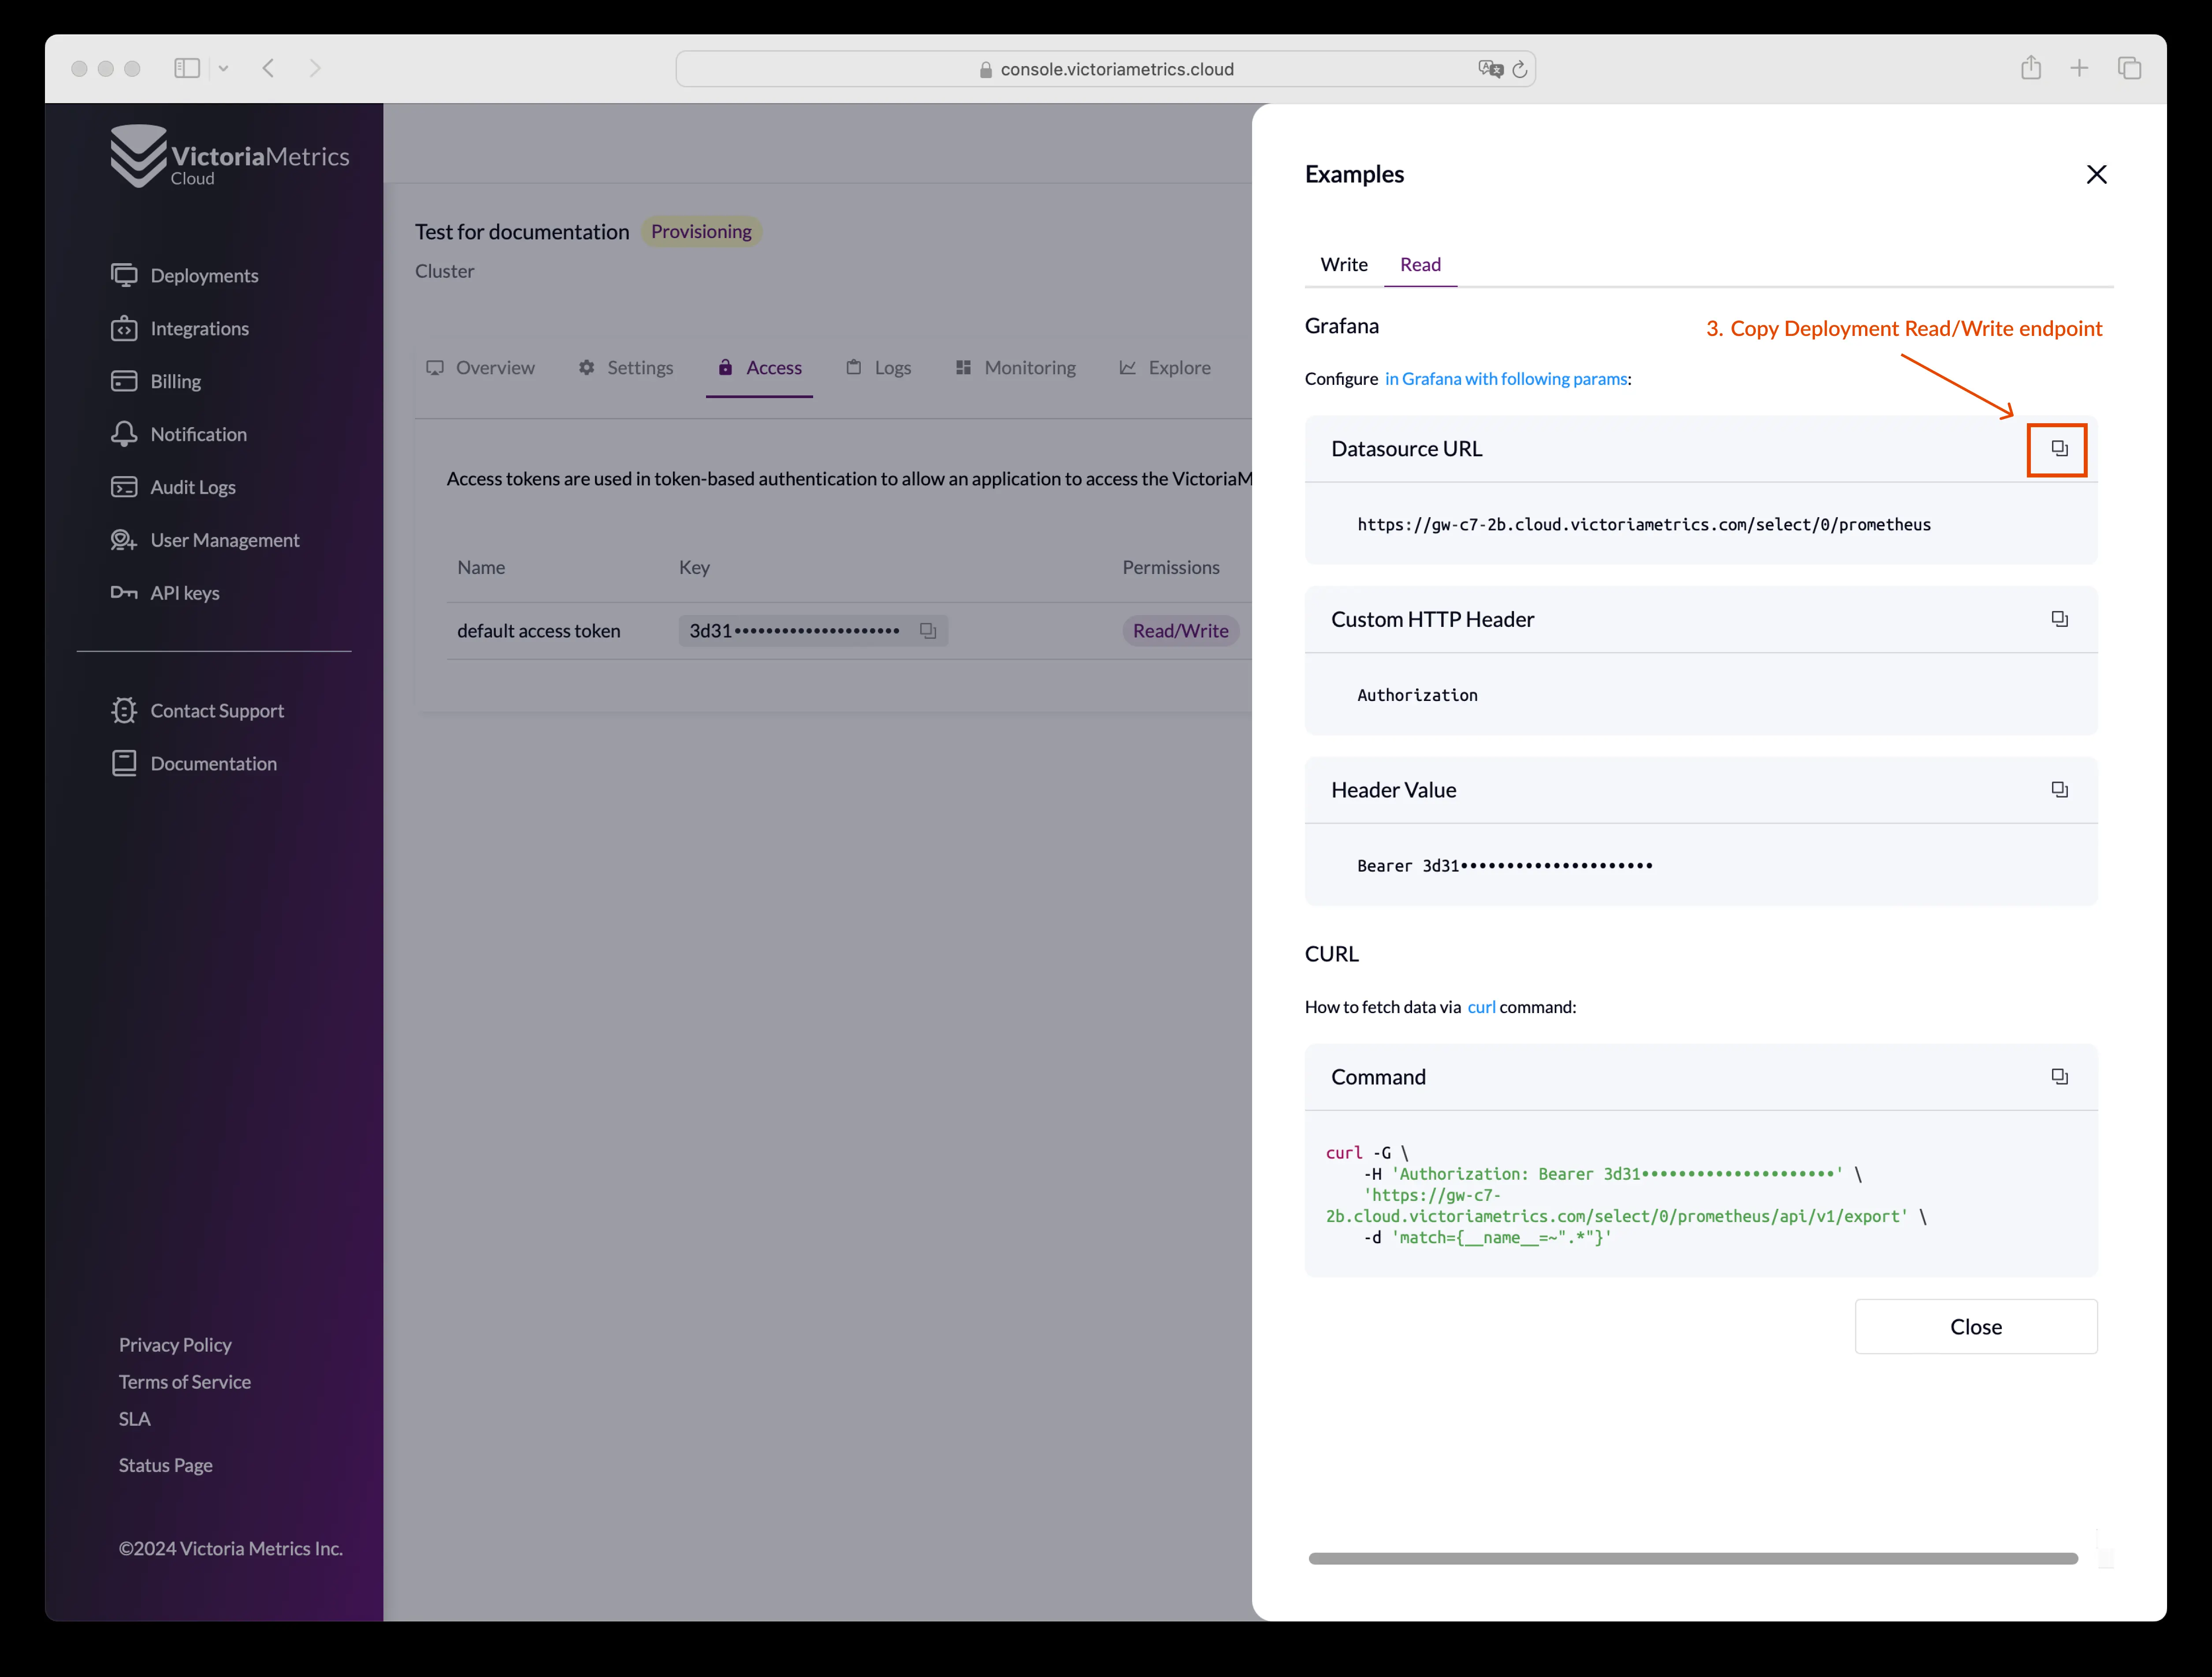 console.victoriametrics.cloud
VictoriaMetrics
Cloud
Deployments
Integrations
Billing
Notification
Audit Logs
User Management
API keys
Contact Support
Documentation
Privacy Policy
Terms of Service
SLA
Status Page
©2024 Victoria Metrics Inc.
Test for documentation Provisioning
Cluster
Overview Settings Access Logs Monitoring Explore
Access tokens are used in token-based authentication to allow an application to access the VictoriaM
Name Key Permissions
default access token 3d31••••••••••••••••••••• Read/Write
Examples
Write Read
Grafana
3. Copy Deployment Read/Write endpoint
Configure in Grafana with following params:
Datasource URL
https://gw-c7-2b.cloud.victoriametrics.com/select/0/prometheus
Custom HTTP Header
Authorization
Header Value
Bearer 3d31•••••••••••••••••••••
CURL
How to fetch data via curl command:
Command
curl -G \
-H 'Authorization: Bearer 3d31•••••••••••••••••••••' \
'https://gw-c7-
2b.cloud.victoriametrics.com/select/0/prometheus/api/v1/export' \
-d 'match={__name__=~".*"}'
Close